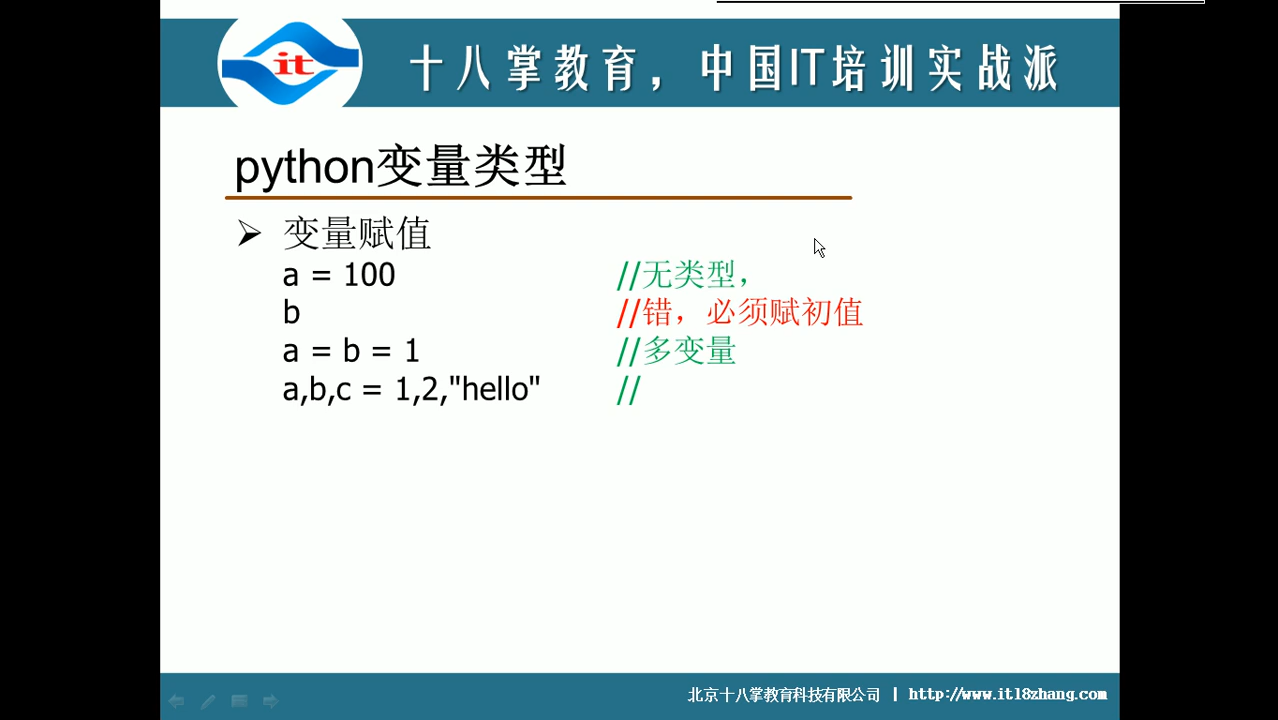 it
十八掌教育，中国IT培训实战派
python变量类型
变量赋值
a = 100 //无类型，
b //错，必须赋初值
a = b = 1 //多变量
a,b,c = 1,2,"hello" //
北京十八掌教育科技有限公司 | http://www.it18zhang.com